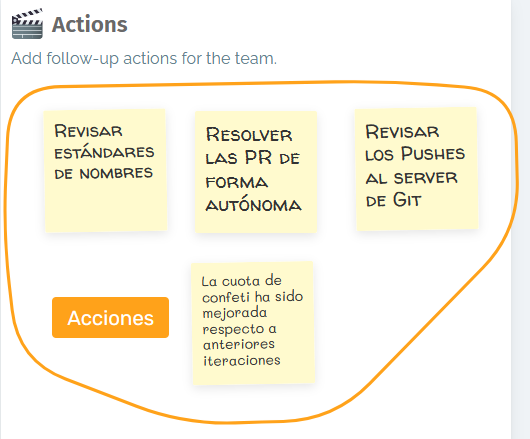 Actions
Add follow-up actions for the team.
Revisar
estándares
de nombres
Resolver
las PR de
forma
autónoma
Revisar
los Pushes
al server
de Git
Acciones
La cuota de
confeti ha sido
mejorada
respecto a
anteriores
iteraciones